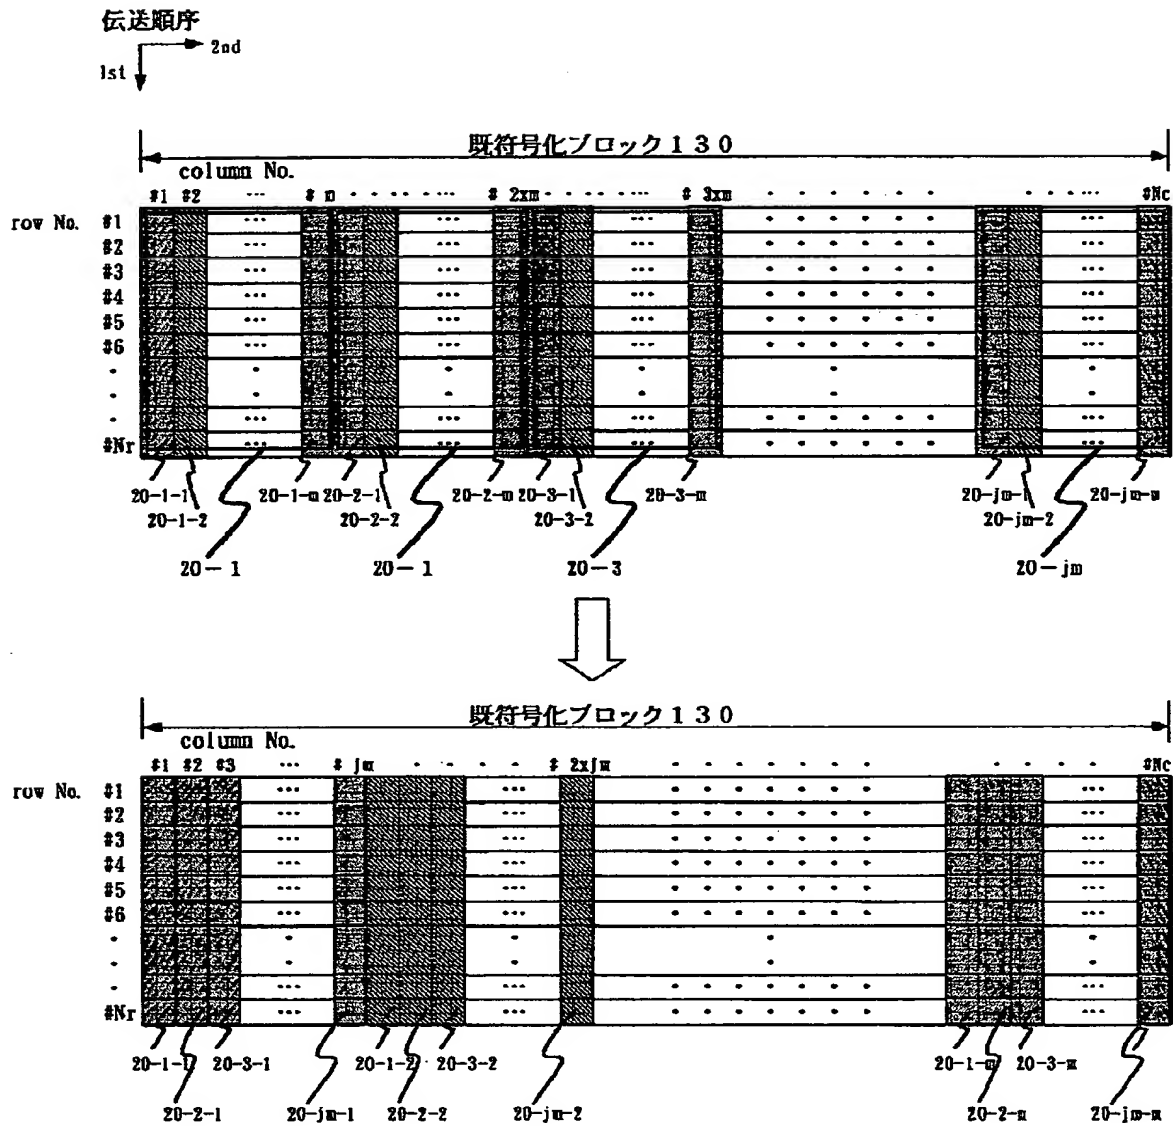 伝送順序
2nd
1st
既符号化ブロック130
column No.
#1 #2 ... # m ... # 2xm ... # 3xm ... #Nc
row No. #1
#2
#3
#4
#5
#6
#Nr
20-1-1 20-1-m 20-2-1 20-2-m 20-3-1 20-3-m 20-jm-1 20-jm-m
20-1-2 20-2-2 20-3-2 20-jm-2
20-1 20-1 20-3 20-jm
既符号化ブロック130
column No.
#1 #2 #3 ... # jm ... # 2xjm ... #Nc
row No. #1
#2
#3
#4
#5
#6
#Nr
20-1-1 20-3-1 20-1-2 20-3-2 20-1-m 20-3-m
20-2-1 20-jm-1 20-2-2 20-jm-2 20-2-m 20-jm-m